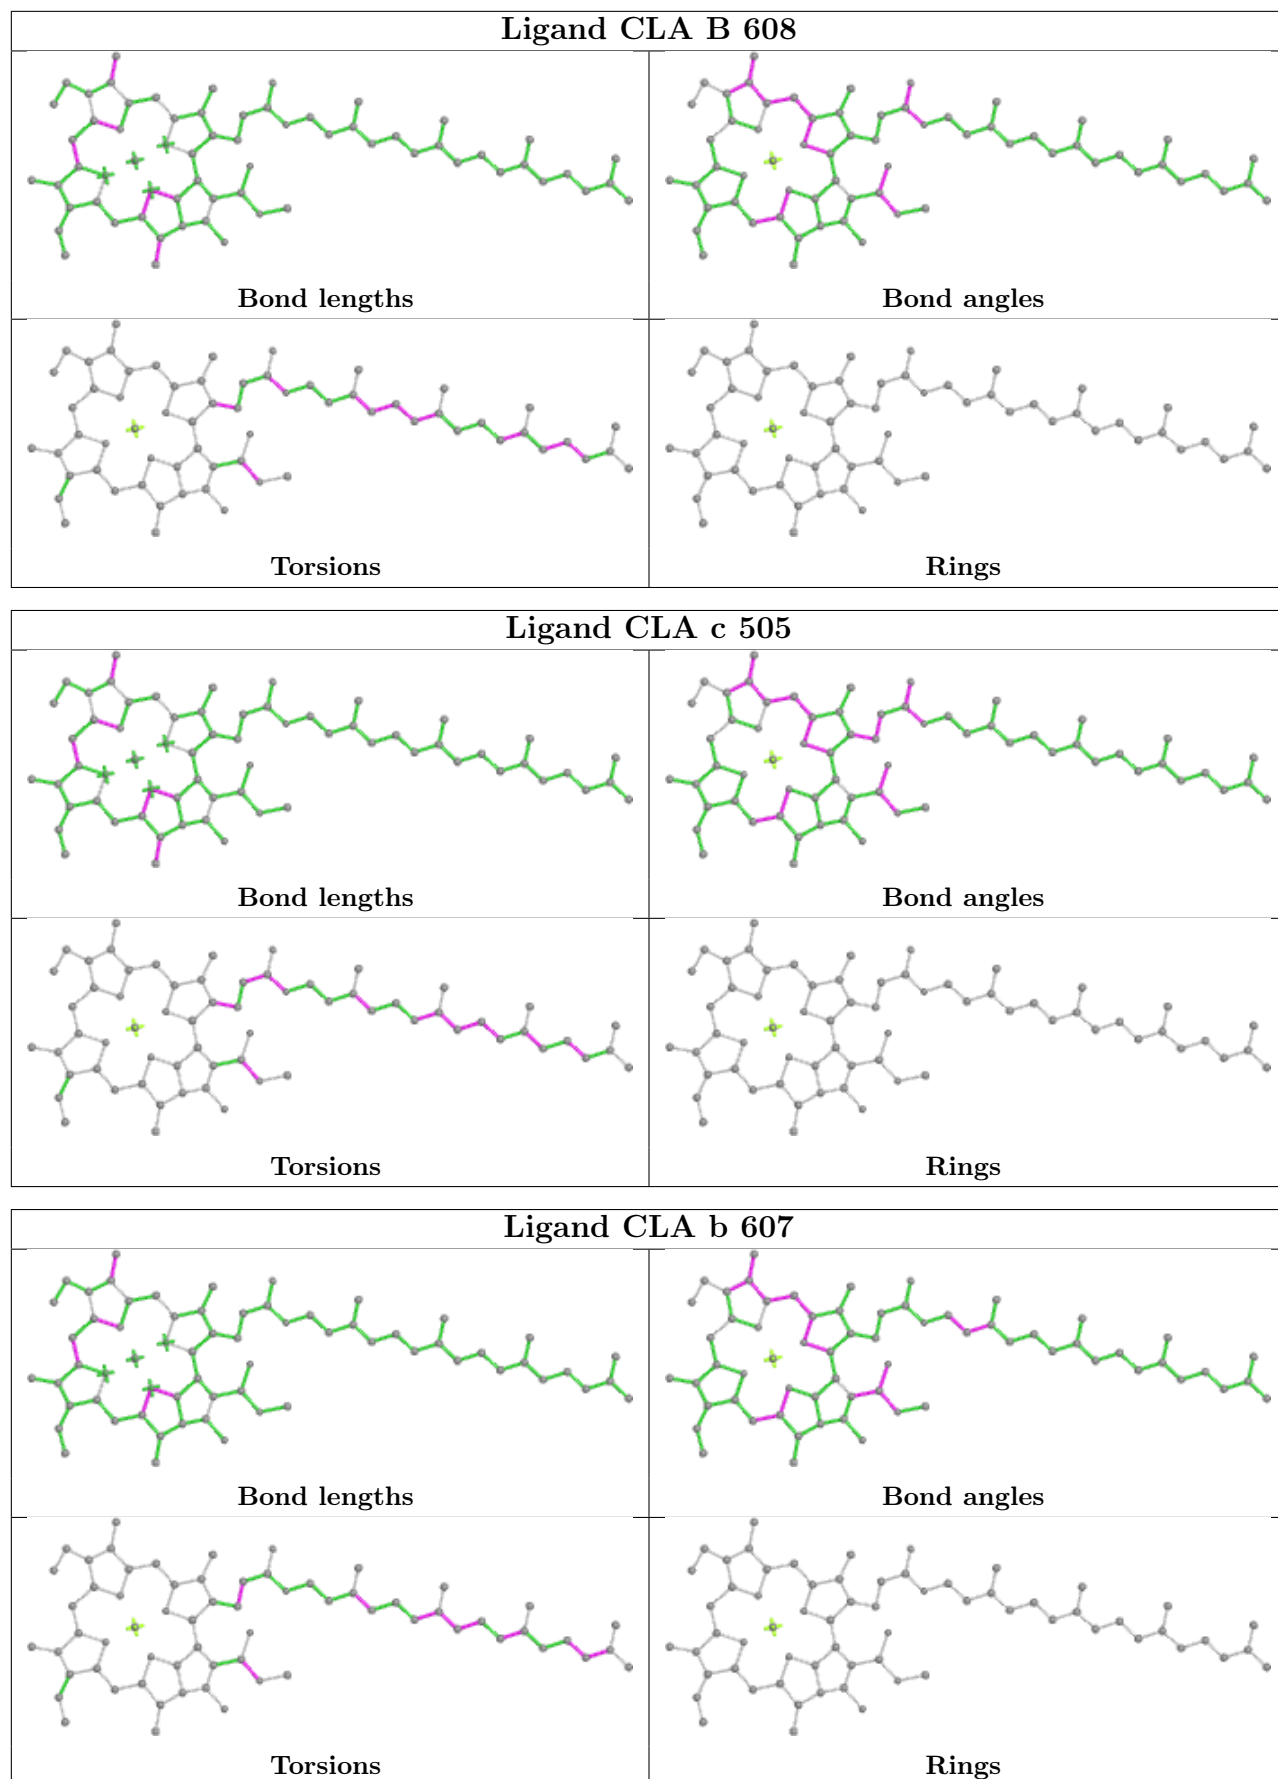 Ligand CLA B 608
Bond lengths
Bond angles
Torsions
Rings
Ligand CLA c 505
Bond lengths
Bond angles
Torsions
Rings
Ligand CLA b 607
Bond lengths
Bond angles
Torsions
Rings